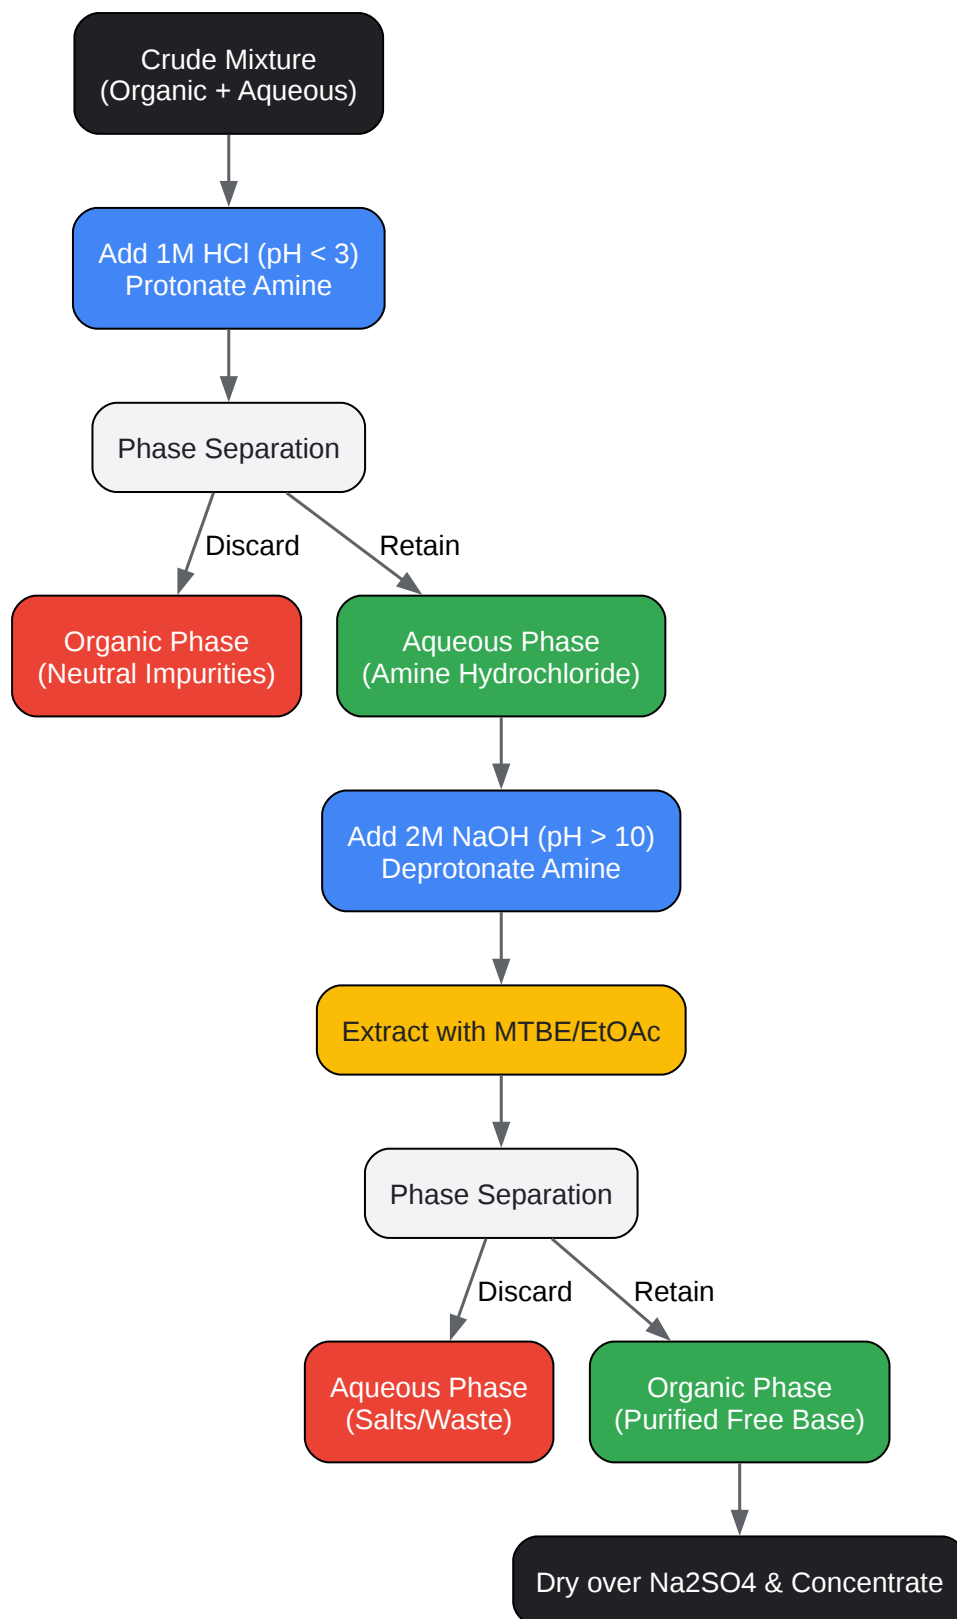 Crude Mixture
(Organic + Aqueous)
Add 1M HCl (pH < 3)
Protonate Amine
Phase Separation
Discard
Retain
Organic Phase
(Neutral Impurities)
Aqueous Phase
(Amine Hydrochloride)
Add 2M NaOH (pH > 10)
Deprotonate Amine
Extract with MTBE/EtOAc
Phase Separation
Discard
Retain
Aqueous Phase
(Salts/Waste)
Organic Phase
(Purified Free Base)
Dry over Na2SO4 & Concentrate